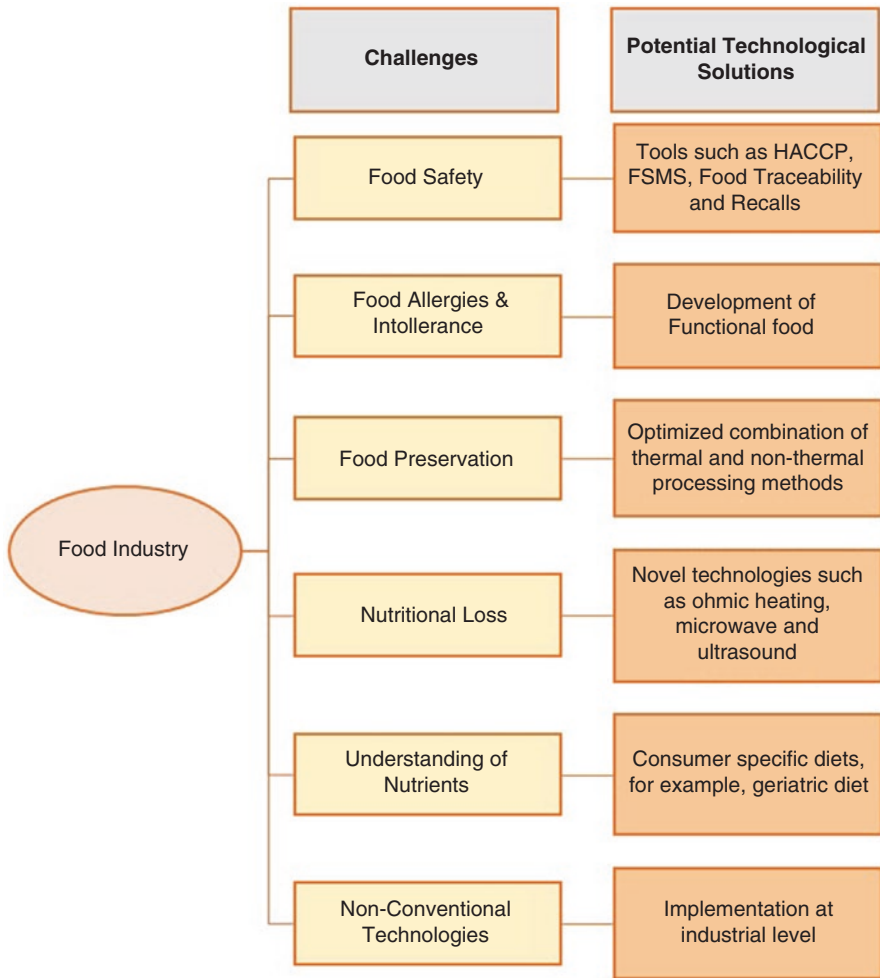 Challenges
Potential Technological
Solutions
Food Safety
Tools such as HACCP,
FSMS, Food Traceability
and Recalls
Food Allergies &
Intollerance
Development of
Functional food
Food Preservation
Optimized combination of
thermal and non-thermal
processing methods
Food Industry
Nutritional Loss
Novel technologies such
as ohmic heating,
microwave and
ultrasound
Understanding of
Nutrients
Consumer specific diets,
for example, geriatric diet
Non-Conventional
Technologies
Implementation at
industrial level